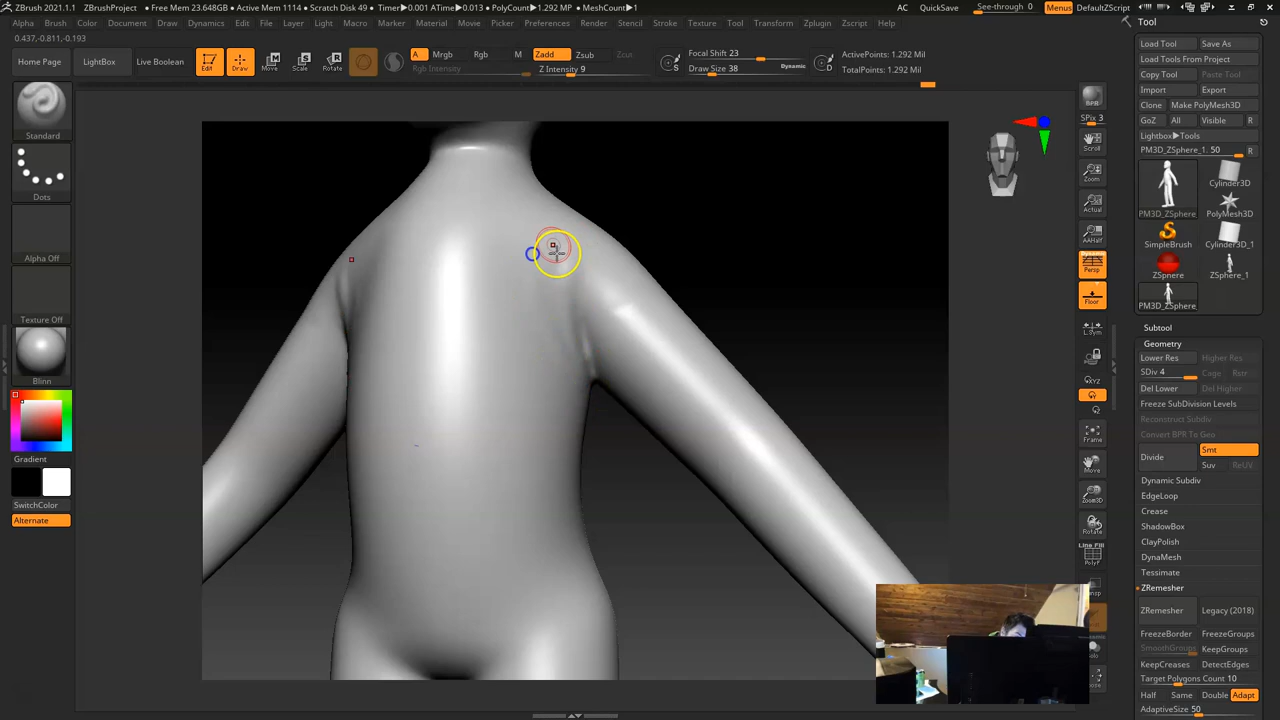 ZBrush 2021.1.1 ZBrushProject • Free Mem 23.648GB • Active Mem 1114 • Scratch Disk 49 • Timer▶0.001 ATime▶0.013 • PolyCount▶1.292 MP • MeshCount▶1 AC QuickSave See-through 0 Menus DefaultZScript
Alpha Brush Color Document Draw Dynamics Edit File Layer Light Macro Marker Material Movie Picker Preferences Render Stencil Stroke Texture Tool Transform Zplugin Zscript Help
Tool
0.437,-0.811,-0.193
Load Tool Save As
Load Tools From Project
Copy Tool Paste Tool
Import Export
Clone Make PolyMesh3D
GoZ All Visible R
Lightbox▶Tools
PM3D_ZSphere_1. 50 R
Home Page LightBox Live Boolean Edit Draw Move Scale Rotate
A Mrgb Rgb M Zadd Zsub Zcut
Rgb Intensity Z Intensity 9
Focal Shift 23
Draw Size 38 Dynamic
S D
ActivePoints: 1.292 Mil
TotalPoints: 1.292 Mil
Standard
Dots
Alpha Off
Texture Off
Blinn
Gradient
SwitchColor
Alternate
BPR
SPix 3
Scroll
Zoom
Actual
AAHalf
Dynamic
Persp
Floor
L.Sym
XYZ
Frame
Move
Zoom3D
Rotate
Line Fill
PolyF
Cylinder3D
PM3D_ZSphere PolyMesh3D
SimpleBrush Cylinder3D_1
ZSphere ZSphere_1
PM3D_ZSphere_
Subtool
Geometry
Lower Res Higher Res
SDiv 4 Cage Rstr
Del Lower Del Higher
Freeze SubDivision Levels
Reconstruct Subdiv
Convert BPR To Geo
Divide Smt
Suv ReUV
Dynamic Subdiv
EdgeLoop
Crease
ShadowBox
ClayPolish
DynaMesh
Tessimate
ZRemesher
ZRemesher Legacy (2018)
FreezeBorder FreezeGroups
SmoothGroups KeepGroups
KeepCreases DetectEdges
Target Polygons Count 10
Half Same Double Adapt
AdaptiveSize 50